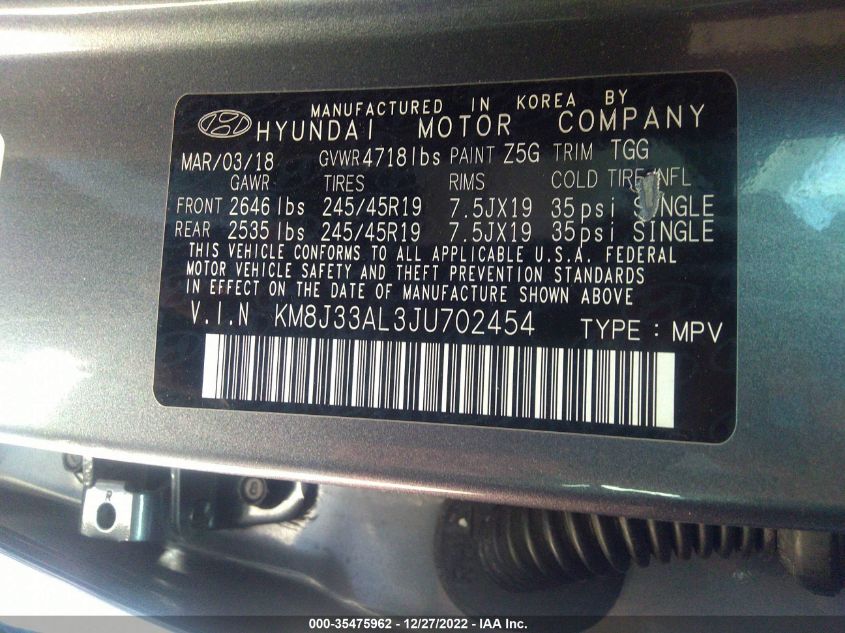 MANUFACTURED IN KOREA BY
HYUNDAI MOTOR COMPANY
MAR/03/18 GVWR 4718lbs PAINT Z5G TRIM TGG
GAWR TIRES RIMS COLD TIRE INFL
FRONT 2646 lbs 245/45R19 7.5JX19 35psi SINGLE
REAR 2535 lbs 245/45R19 7.5JX19 35psi SINGLE
THIS VEHICLE CONFORMS TO ALL APPLICABLE U.S.A. FEDERAL
MOTOR VEHICLE SAFETY AND THEFT PREVENTION STANDARDS
IN EFFECT ON THE DATE OF MANUFACTURE SHOWN ABOVE
V.I.N KM8J33AL3JU702454 TYPE : MPV
R
000-35475962 - 12/27/2022 - IAA Inc.